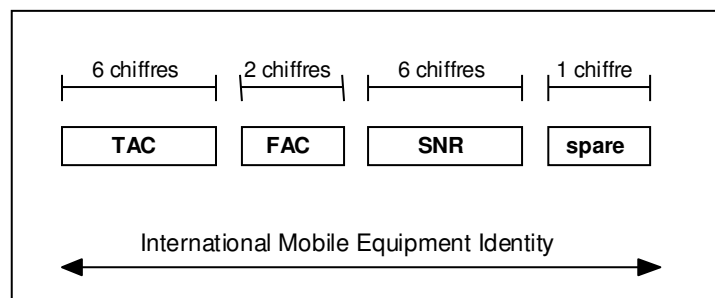 6 chiffres 2 chiffres 6 chiffres 1 chiffre
TAC FAC SNR spare
International Mobile Equipment Identity